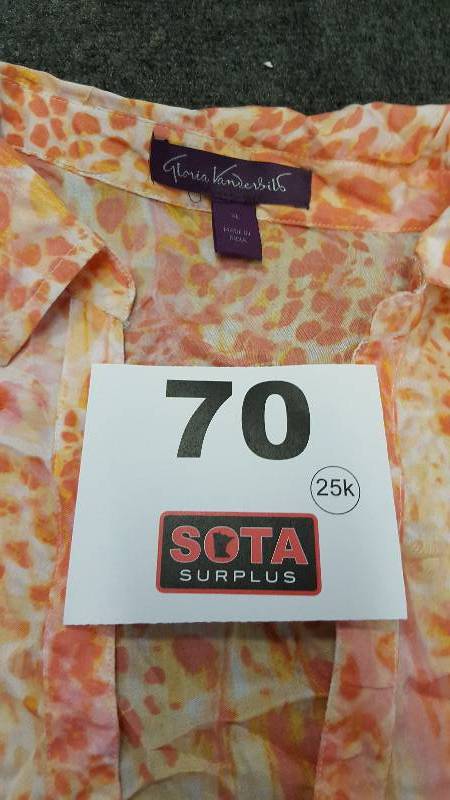 Gloria Vanderbilt
XL
MADE IN
INDIA
70
25k
SOTA
SURPLUS